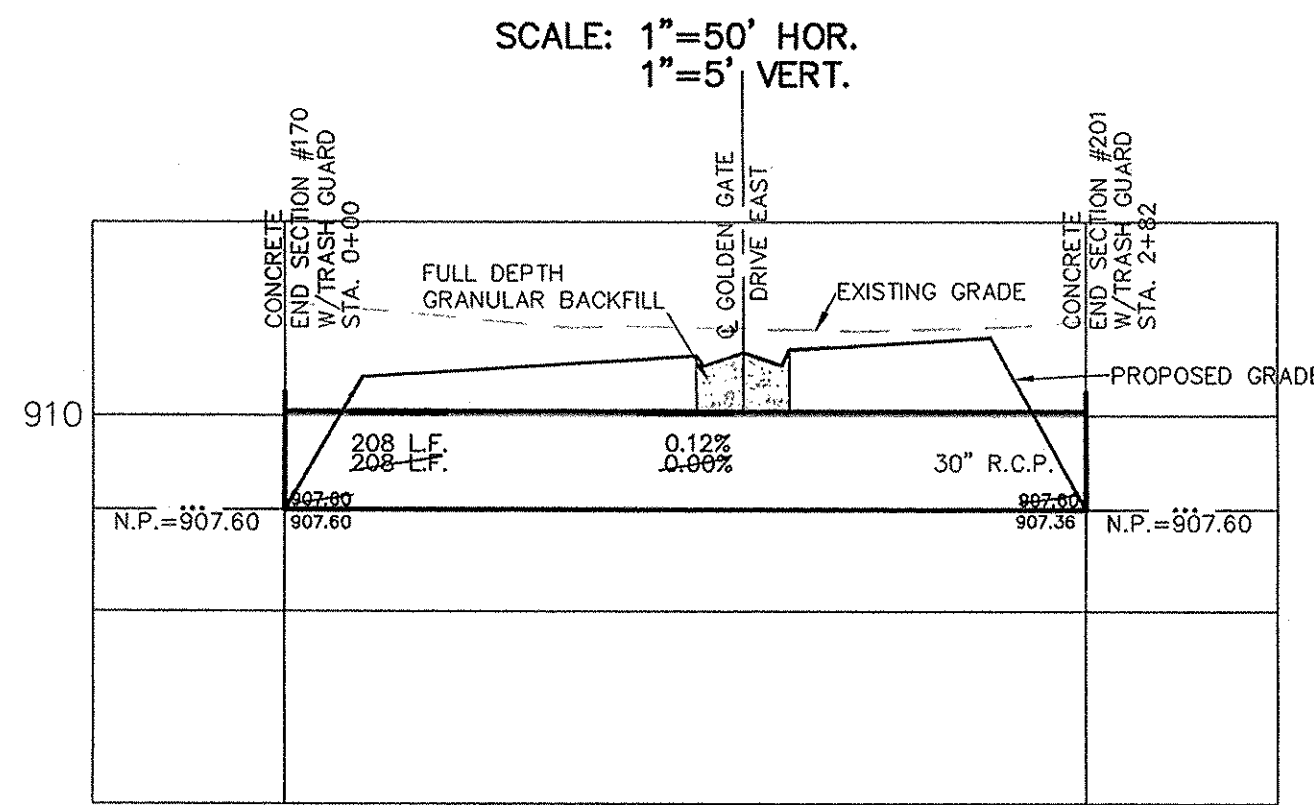 SCALE: 1"=50' HOR.
1"=5' VERT.
CONCRETE
END SECTION #170
W/TRASH GUARD
STA. 0+00
FULL DEPTH
GRANULAR BACKFILL
℄ GOLDEN GATE
DRIVE EAST
EXISTING GRADE
CONCRETE
END SECTION #201
W/TRASH GUARD
STA. 2+82
PROPOSED GRADE
910
208 L.F.
208 L.F.
0.12%
0.00%
30" R.C.P.
907.60
907.60
N.P.=907.60
907.60
907.36
N.P.=907.60